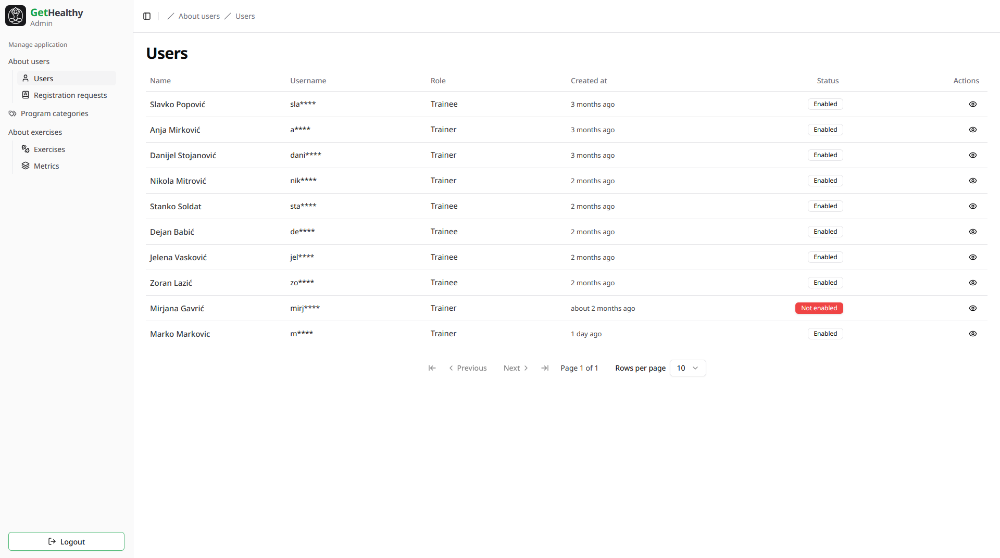 GetHealthy
Admin
Manage application
About users
Users
Registration requests
Program categories
About exercises
Exercises
Metrics
Logout
About users Users
Users
Name Username Role Created at Status Actions
Slavko Popović sla**** Trainee 3 months ago Enabled
Anja Mirković a**** Trainer 3 months ago Enabled
Danijel Stojanović dani**** Trainer 3 months ago Enabled
Nikola Mitrović nik**** Trainer 2 months ago Enabled
Stanko Soldat sta**** Trainee 2 months ago Enabled
Dejan Babić de**** Trainee 2 months ago Enabled
Jelena Vasković jel**** Trainee 2 months ago Enabled
Zoran Lazić zo**** Trainee 2 months ago Enabled
Mirjana Gavrić mirj**** Trainer about 2 months ago Not enabled
Marko Markovic m**** Trainer 1 day ago Enabled
Previous Next Page 1 of 1 Rows per page 10